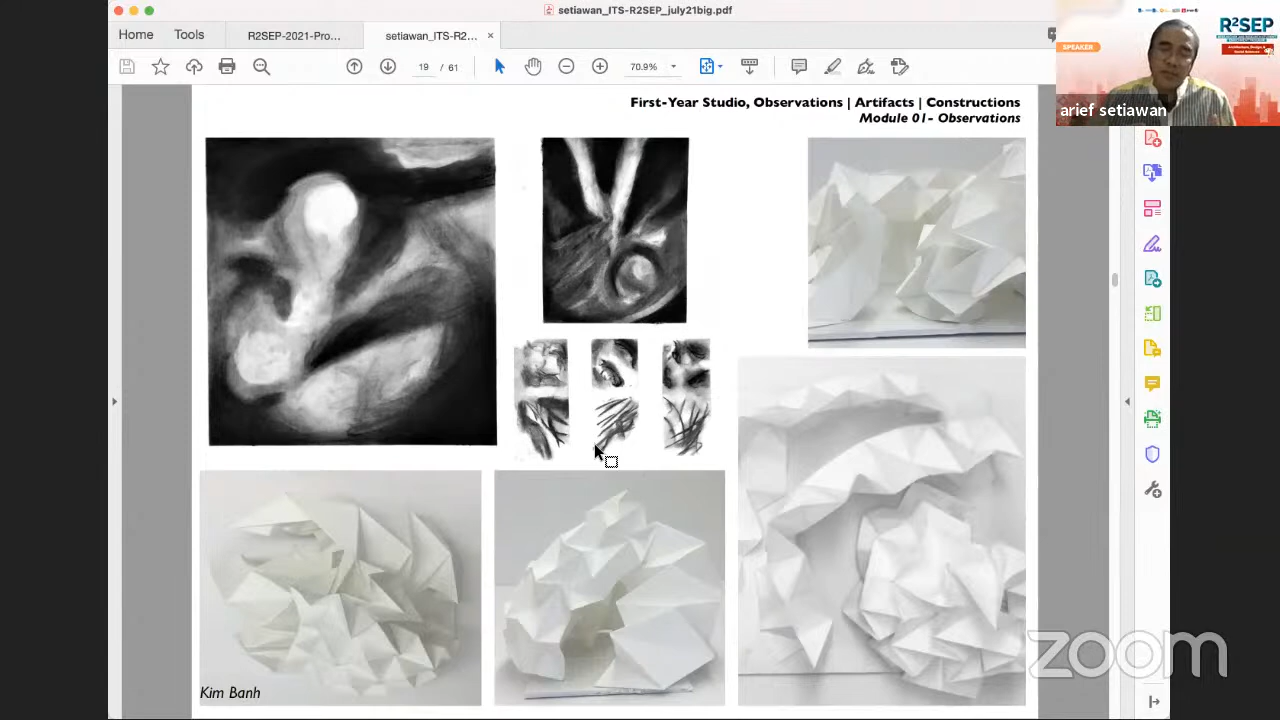 setiawan_ITS-R2SEP_july21big.pdf
Home
Tools
R2SEP-2021-Pro...
setiawan_ITS-R2...
19 / 61
70.9%
First-Year Studio, Observations | Artifacts | Constructions
Module 01- Observations
Kim Banh
SPEAKER
R²SEP
arief setiawan
zoom